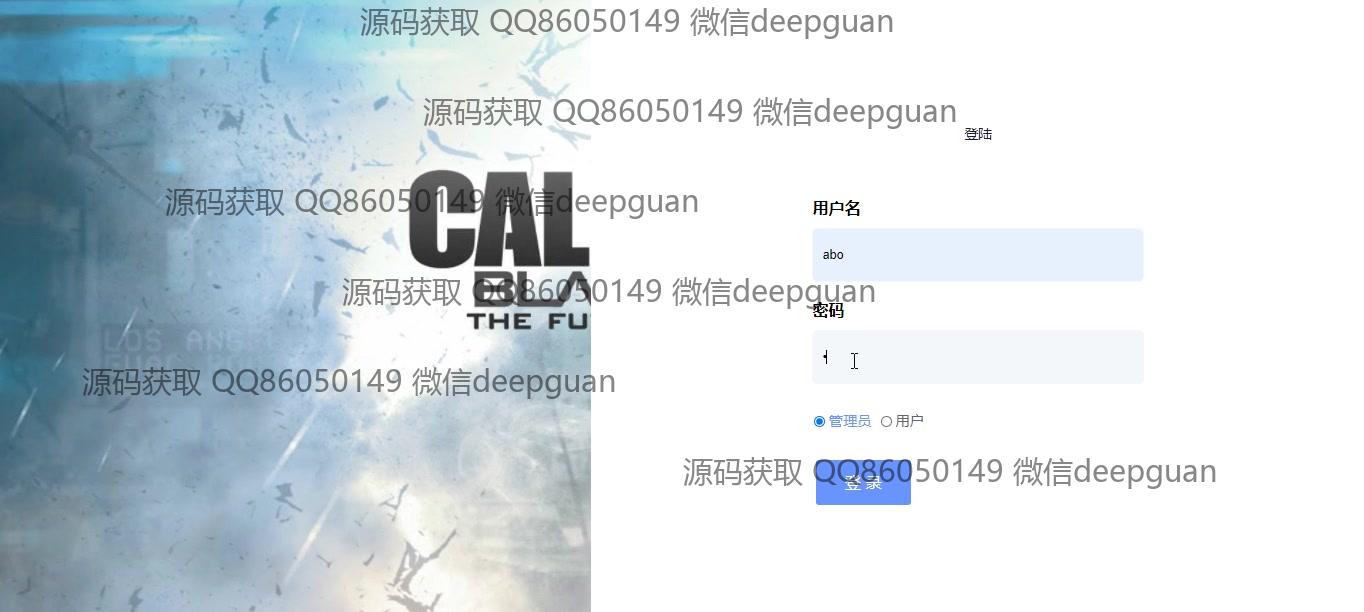 源码获取 QQ86050149 微信deepguan
源码获取 QQ86050149 微信deepguan
登陆
源码获取 QQ86050149 微信deepguan
CAL
用户名
abo
源码获取 QQ86050149 微信deepguan
BLA
THE FU
密码
LOS ANG
源码获取 QQ86050149 微信deepguan
管理员 用户
源码获取 QQ86050149 微信deepguan
登 录